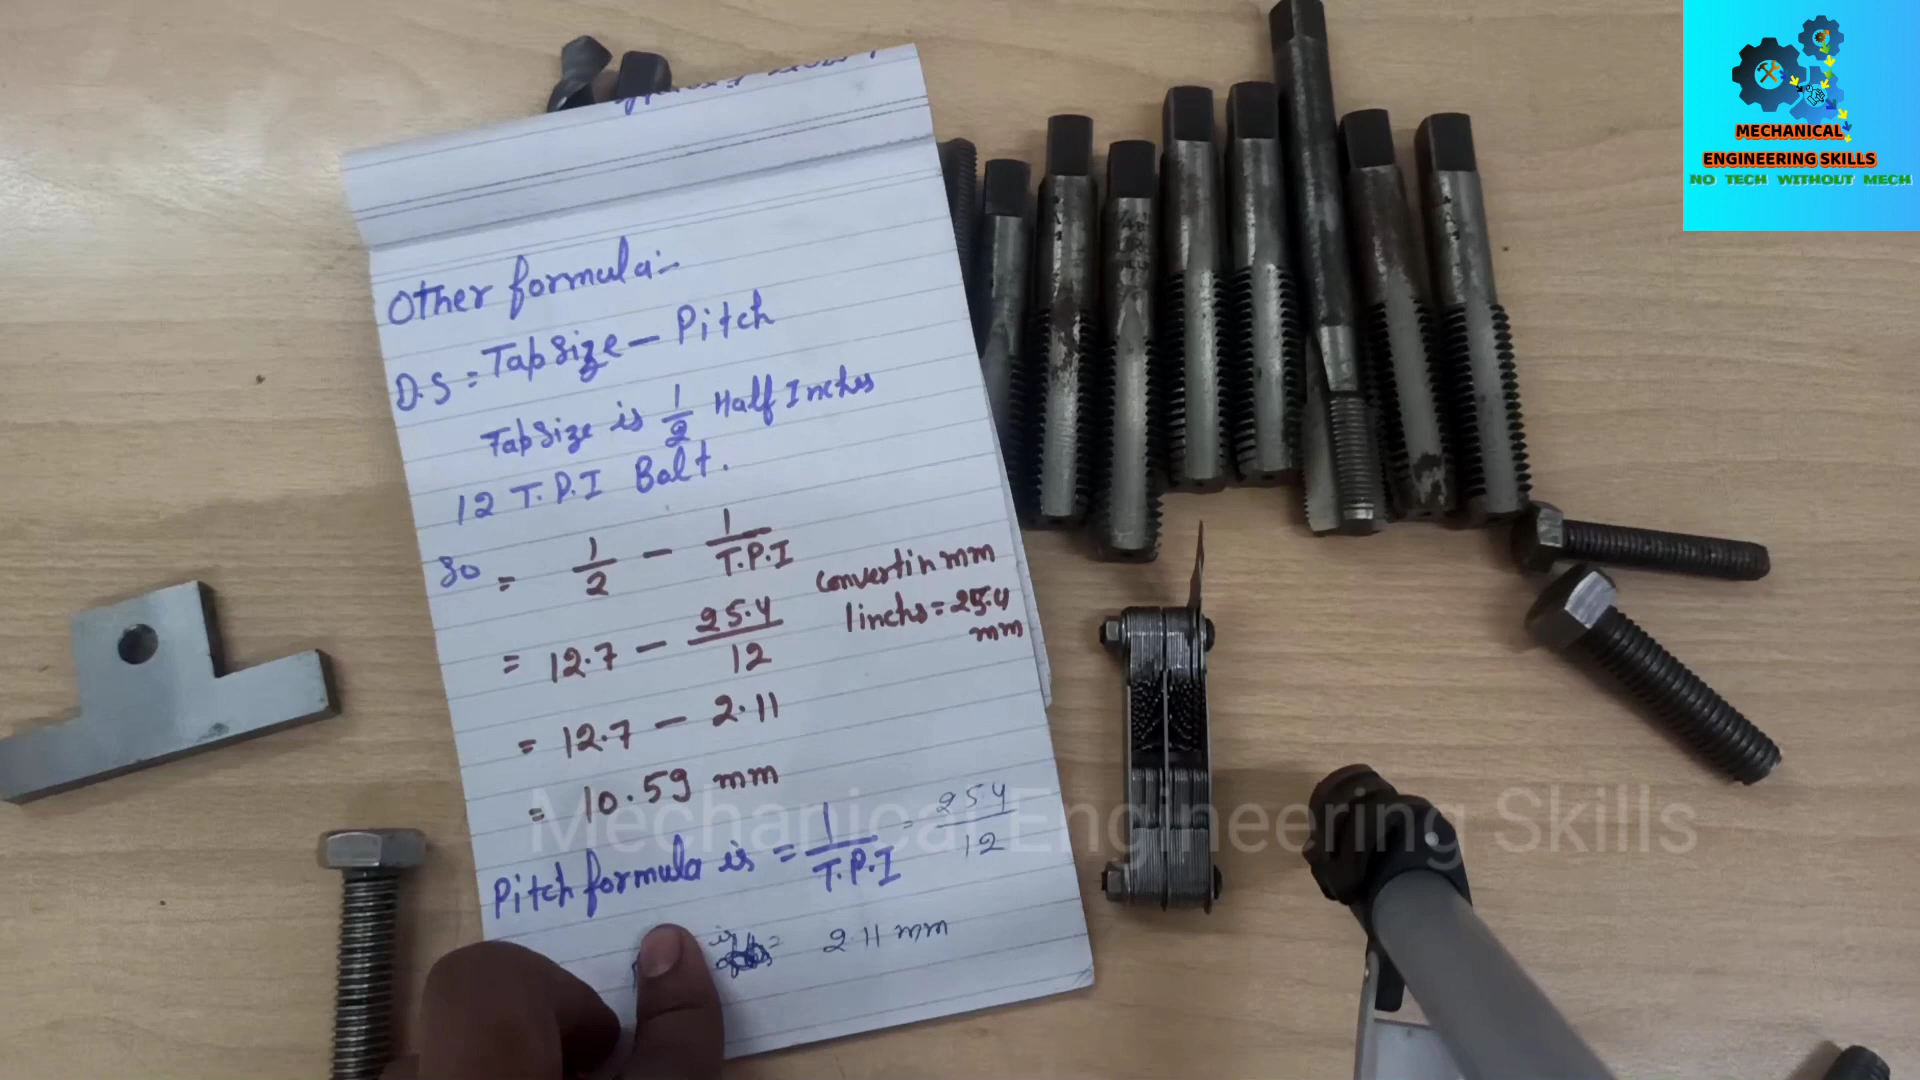 MECHANICAL
ENGINEERING SKILLS
NO TECH WITHOUT MECH
Other formula:-
D.S = Tap Size - Pitch
Tap Size is 1/2 Half Inches
12 T.P.I Bolt.
So = 1/2 - 1/T.P.I
convert in mm
1 inchs = 25.4
mm
= 12.7 - 25.4/12
= 12.7 - 2.11
= 10.59 mm
Pitch formula is = 1/T.P.I = 25.4/12
is = 2.11 mm
Mechanical Engineering Skills